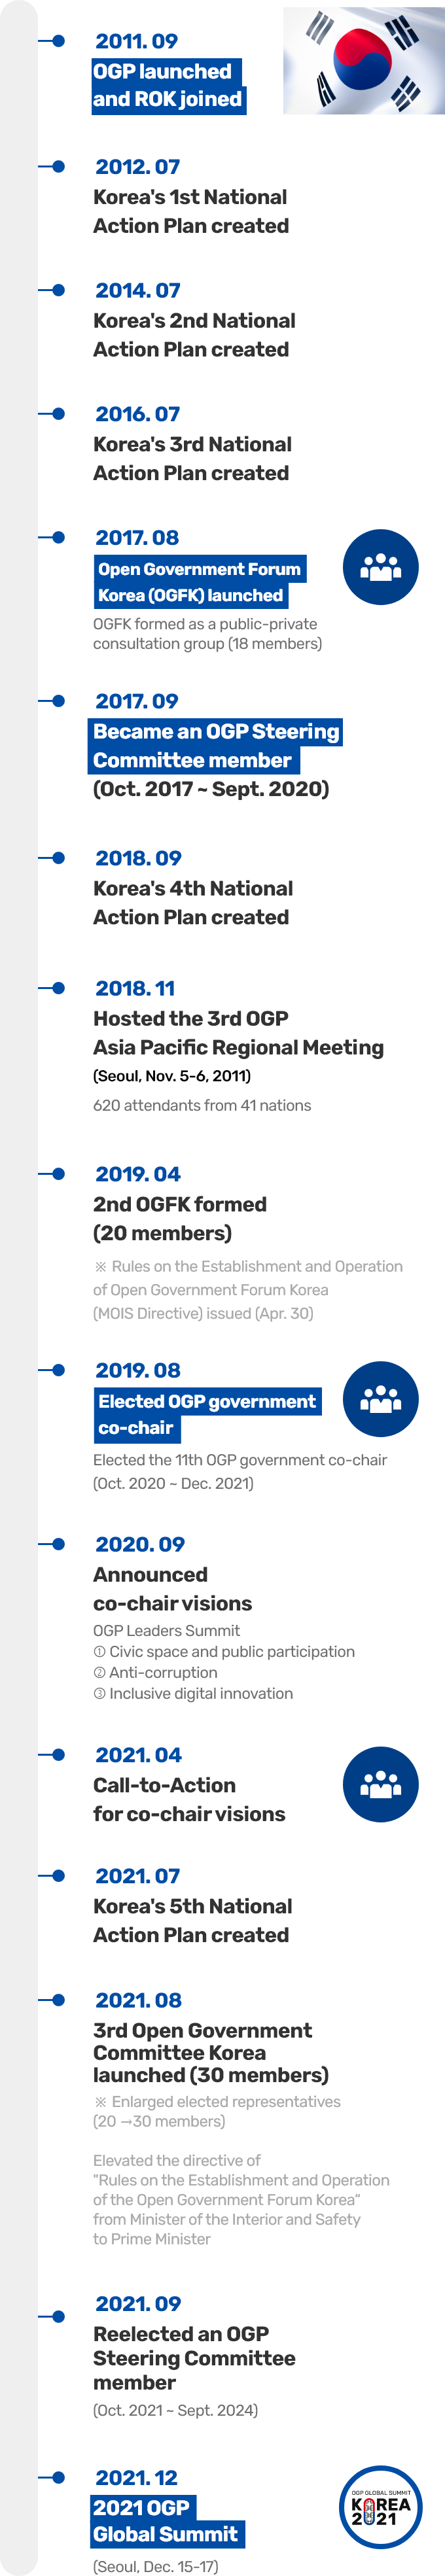 2011. 09
OGP launched
and ROK joined
2012. 07
Korea's 1st National
Action Plan created
2014. 07
Korea's 2nd National
Action Plan created
2016. 07
Korea's 3rd National
Action Plan created
2017. 08
Open Government Forum
Korea (OGFK) launched
OGFK formed as a public-private
consultation group (18 members)
2017. 09
Became an OGP Steering
Committee member
(Oct. 2017 ~ Sept. 2020)
2018. 09
Korea's 4th National
Action Plan created
2018. 11
Hosted the 3rd OGP
Asia Pacific Regional Meeting
(Seoul, Nov. 5-6, 2011)
620 attendants from 41 nations
2019. 04
2nd OGFK formed
(20 members)
※ Rules on the Establishment and Operation
of Open Government Forum Korea
(MOIS Directive) issued (Apr. 30)
2019. 08
Elected OGP government
co-chair
Elected the 11th OGP government co-chair
(Oct. 2020 ~ Dec. 2021)
2020. 09
Announced
co-chair visions
OGP Leaders Summit
① Civic space and public participation
② Anti-corruption
③ Inclusive digital innovation
2021. 04
Call-to-Action
for co-chair visions
2021. 07
Korea's 5th National
Action Plan created
2021. 08
3rd Open Government
Committee Korea
launched (30 members)
※ Enlarged elected representatives
(20 →30 members)
Elevated the directive of
"Rules on the Establishment and Operation
of the Open Government Forum Korea"
from Minister of the Interior and Safety
to Prime Minister
2021. 09
Reelected an OGP
Steering Committee
member
(Oct. 2021 ~ Sept. 2024)
2021. 12
2021 OGP
Global Summit
(Seoul, Dec. 15-17)
OGP GLOBAL SUMMIT
KOREA
2021